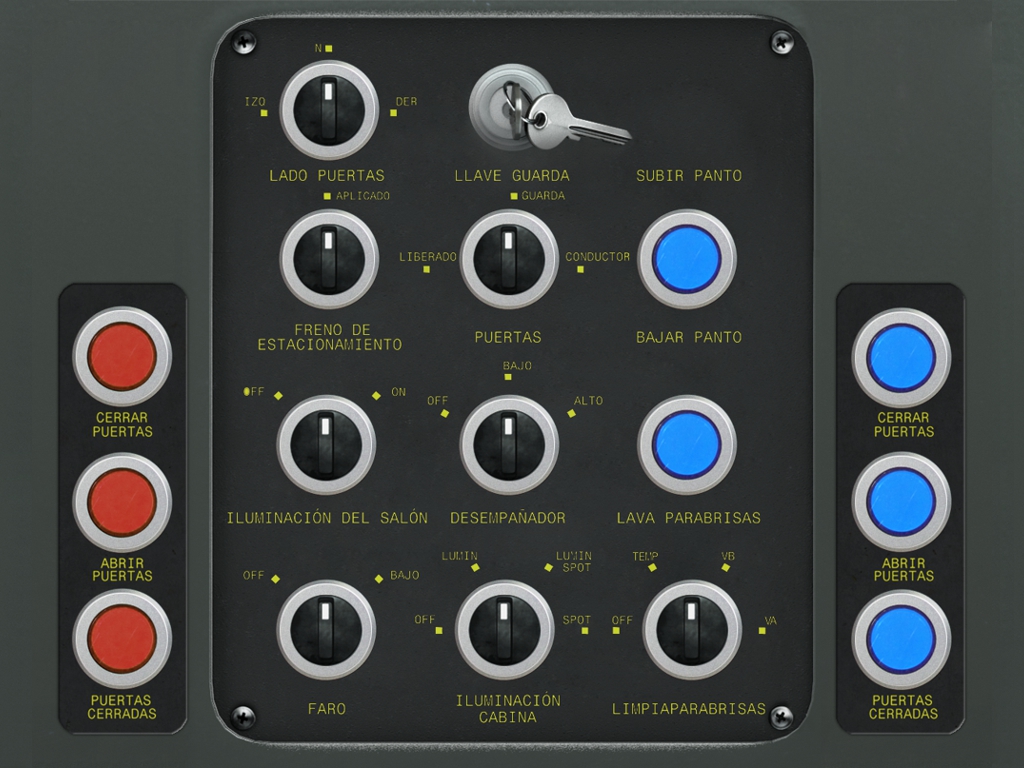 N
IZQ
DER
LADO PUERTAS
LLAVE GUARDA
SUBIR PANTO
APLICADO
GUARDA
LIBERADO
CONDUCTOR
FRENO DE
ESTACIONAMIENTO
PUERTAS
BAJAR PANTO
OFF
ON
OFF
BAJO
ALTO
ILUMINACIÓN DEL SALÓN
DESEMPAÑADOR
LAVA PARABRISAS
OFF
BAJO
LUMIN
LUMIN
SPOT
OFF
SPOT
TEMP
VB
OFF
VA
FARO
ILUMINACIÓN
CABINA
LIMPIAPARABRISAS
CERRAR
PUERTAS
ABRIR
PUERTAS
PUERTAS
CERRADAS
CERRAR
PUERTAS
ABRIR
PUERTAS
PUERTAS
CERRADAS